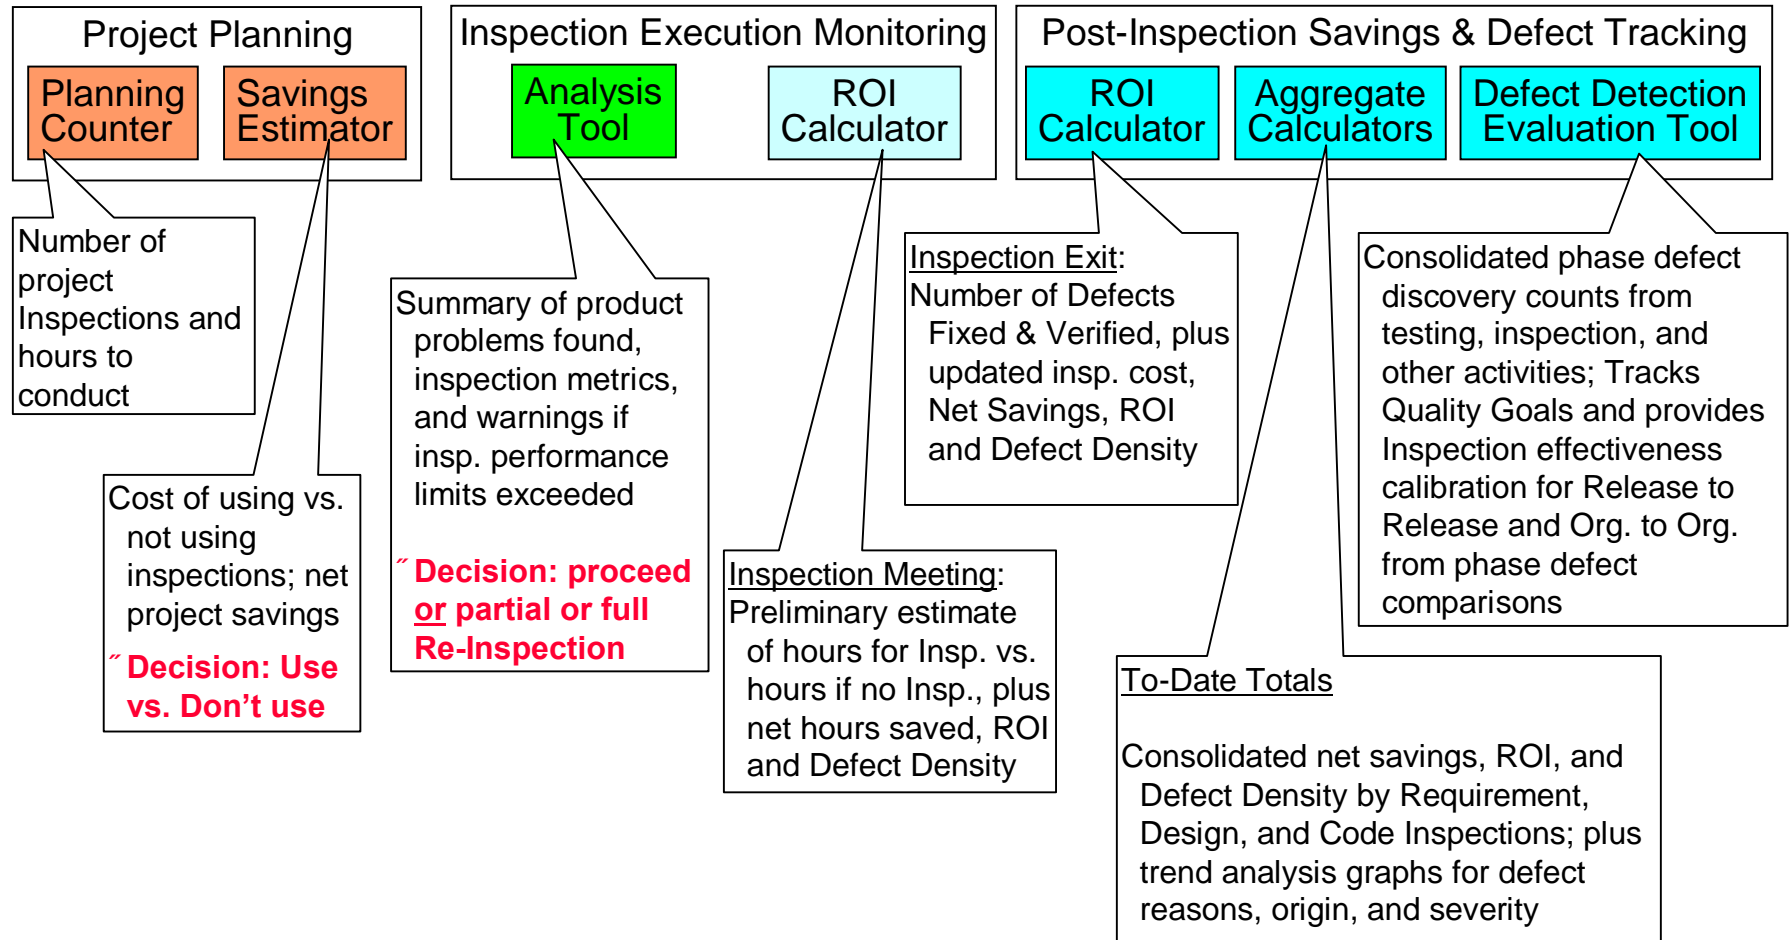 Project Planning
Planning
Counter
Savings
Estimator
Inspection Execution Monitoring
Analysis
Tool
ROI
Calculator
Post-Inspection Savings & Defect Tracking
ROI
Calculator
Aggregate
Calculators
Defect Detection
Evaluation Tool
Number of
project
Inspections and
hours to
conduct
Cost of using vs.
not using
inspections; net
project savings
˝ Decision: Use
vs. Don’t use
Summary of product
problems found,
inspection metrics,
and warnings if
insp. performance
limits exceeded
˝ Decision: proceed
or partial or full
Re-Inspection
Inspection Meeting:
Preliminary estimate
of hours for Insp. vs.
hours if no Insp., plus
net hours saved, ROI
and Defect Density
Inspection Exit:
Number of Defects
Fixed & Verified, plus
updated insp. cost,
Net Savings, ROI
and Defect Density
To-Date Totals
Consolidated net savings, ROI, and
Defect Density by Requirement,
Design, and Code Inspections; plus
trend analysis graphs for defect
reasons, origin, and severity
Consolidated phase defect
discovery counts from
testing, inspection, and
other activities; Tracks
Quality Goals and provides
Inspection effectiveness
calibration for Release to
Release and Org. to Org.
from phase defect
comparisons